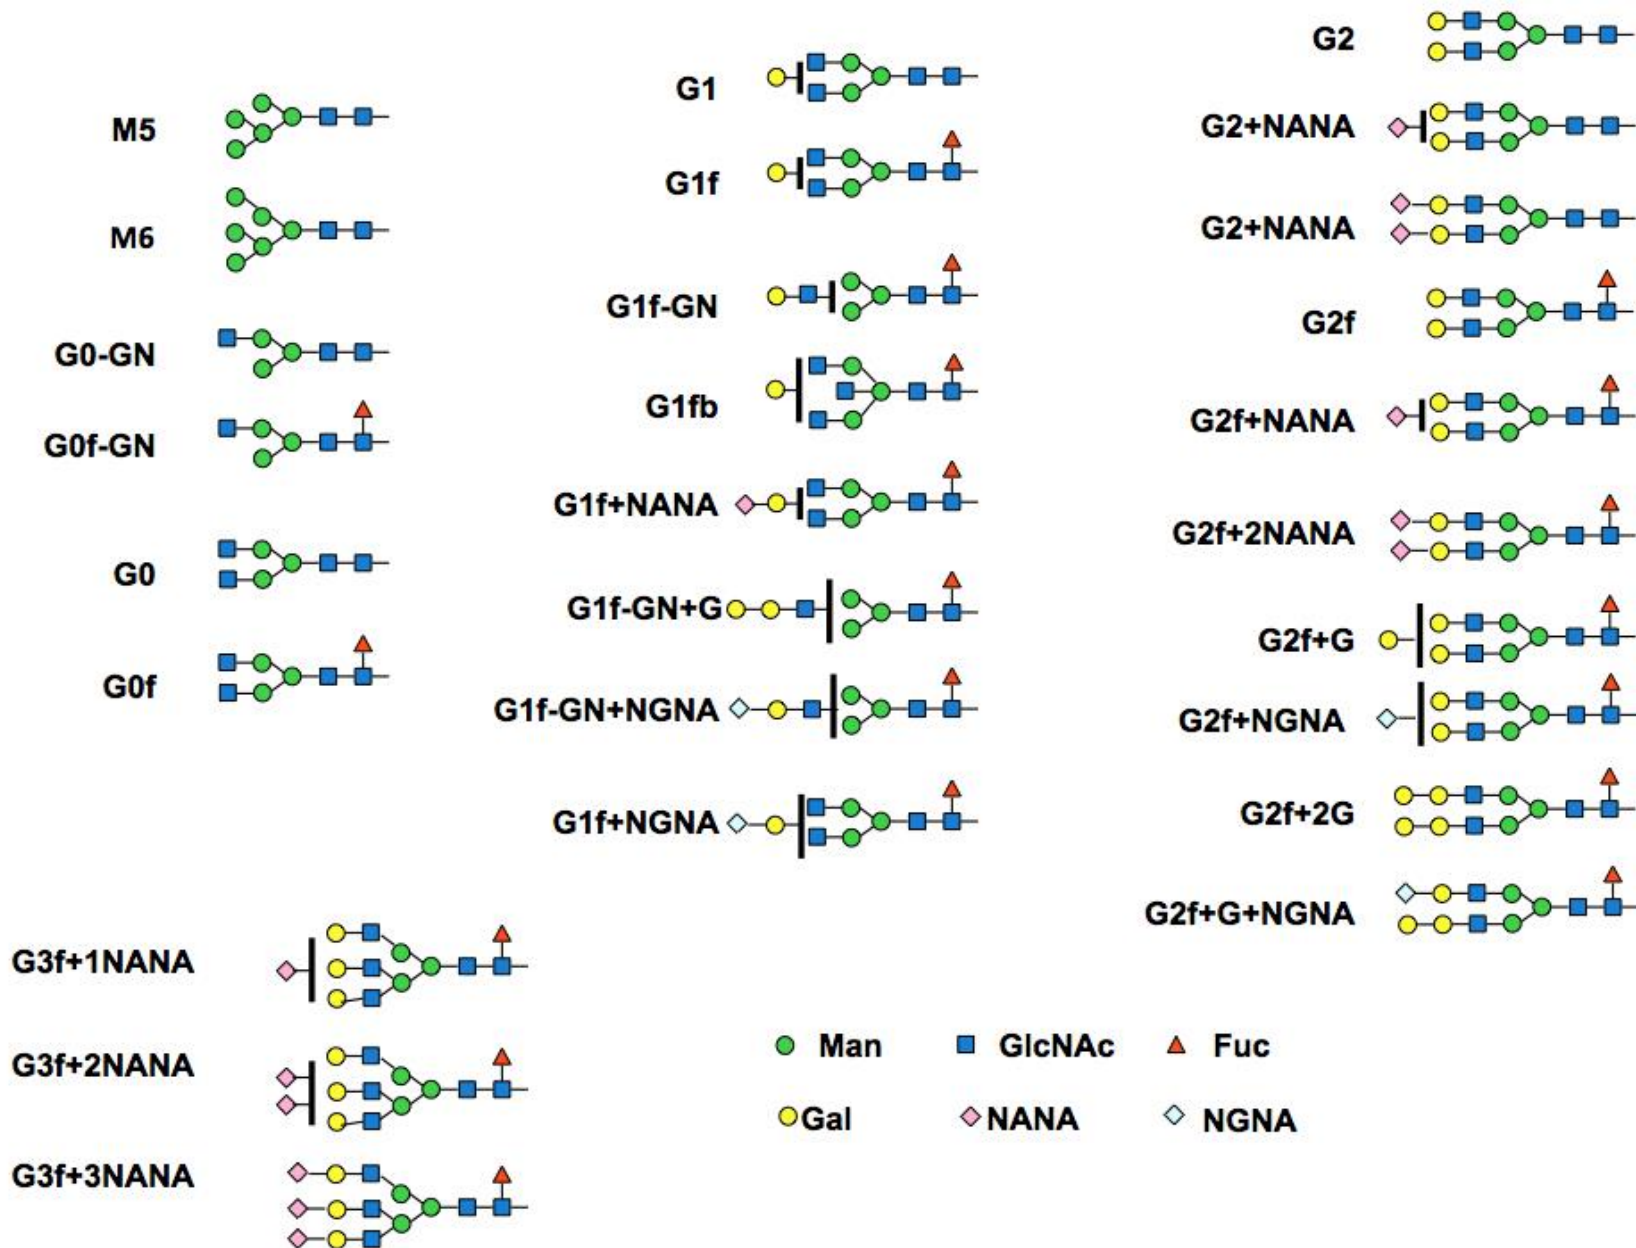 M5
M6
G0-GN
G0f-GN
G0
G0f
G1
G1f
G1f-GN
G1fb
G1f+NANA
G1f-GN+G
G1f-GN+NGNA
G1f+NGNA
G2
G2+NANA
G2+NANA
G2f
G2f+NANA
G2f+2NANA
G2f+G
G2f+NGNA
G2f+2G
G2f+G+NGNA
G3f+1NANA
G3f+2NANA
G3f+3NANA
Man GlcNAc Fuc
Gal NANA NGNA